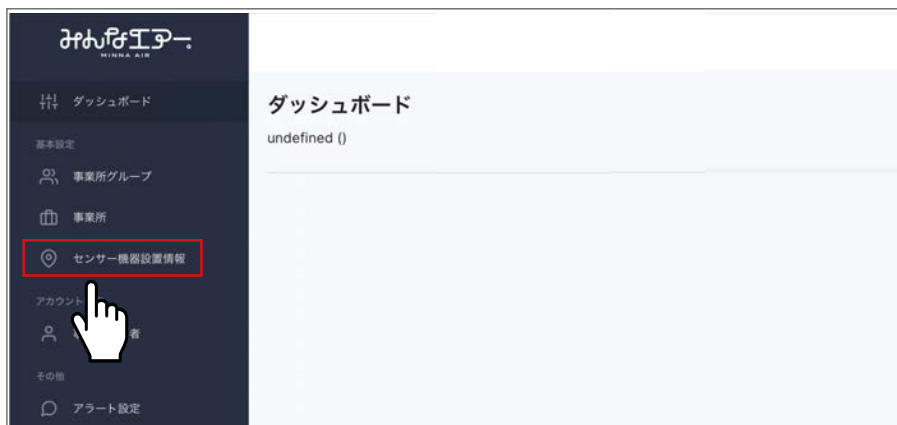 みんなエアー
MINNA AIR
ダッシュボード
基本設定
事業所グループ
事業所
センサー機器設置情報
アカウント
者
その他
アラート設定
ダッシュボード
undefined ()